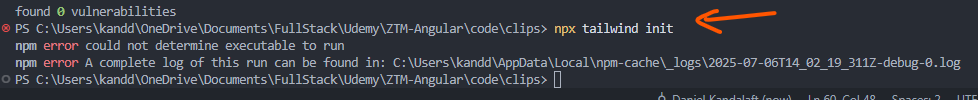 found 0 vulnerabilities
PS C:\Users\kandd\OneDrive\Documents\FullStack\Udemy\ZTM-Angular\code\clips> npx tailwind init
npm error could not determine executable to run
npm error A complete log of this run can be found in: C:\Users\kandd\AppData\Local\npm-cache\_logs\2025-07-06T14_02_19_311Z-debug-0.log
PS C:\Users\kandd\OneDrive\Documents\FullStack\Udemy\ZTM-Angular\code\clips>
Daniel Kandalaft (now) Ln 60, Col 48 Spaces: 2 UTF